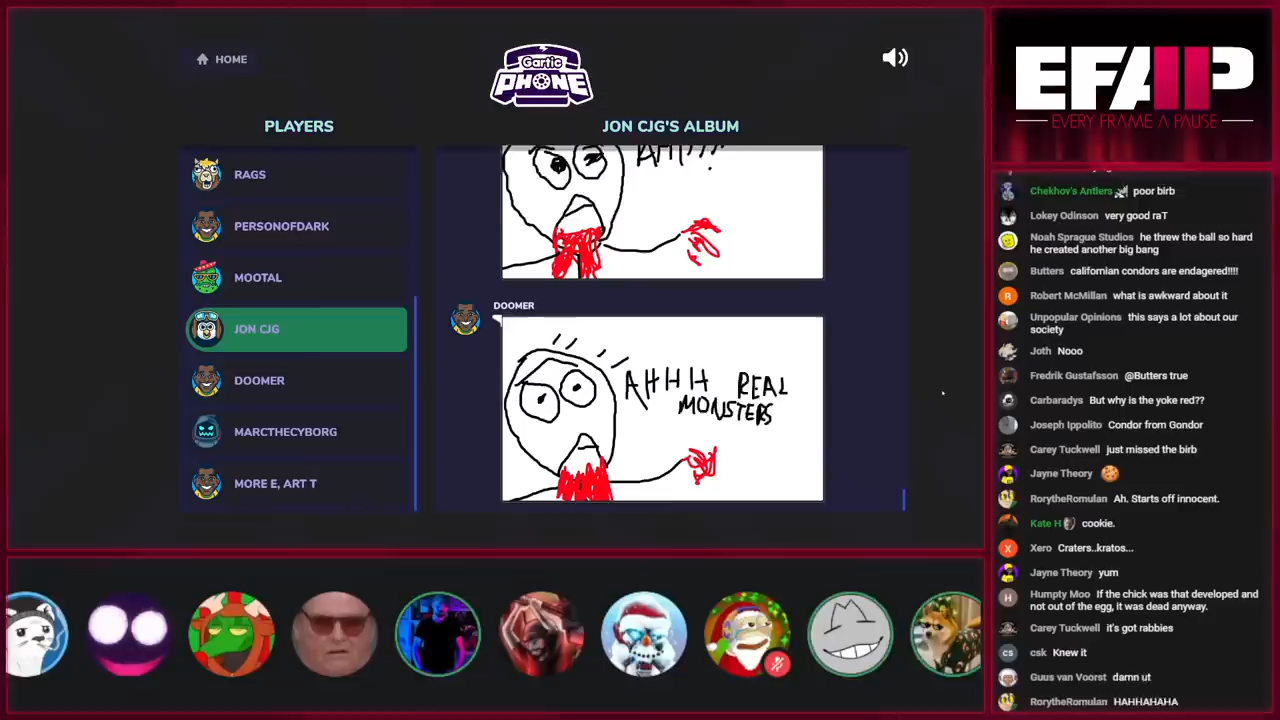 HOME
Gartic
PHONE
PLAYERS
RAGS
PERSONOFDARK
MOOTAL
JON CJG
DOOMER
MARCTHECYBORG
MORE E, ART T
JON CJG'S ALBUM
AH!???
DOOMER
AHHH REAL
MONSTERS
EFAP
EVERY FRAME A PAUSE
Chekhov's Antlers poor birb
Lokey Odinson very good raT
Noah Sprague Studios he threw the ball so hard
he created another big bang
Butters californian condors are endagered!!!!
Robert McMillan what is awkward about it
Unpopular Opinions this says a lot about our
society
Joth Nooo
Fredrik Gustafsson @Butters true
Carbaradys But why is the yoke red??
Joseph Ippolito Condor from Gondor
Carey Tuckwell just missed the birb
Jayne Theory
RorytheRomulan Ah. Starts off innocent.
Kate H cookie.
Xero Craters..kratos...
Jayne Theory yum
Humpty Moo If the chick was that developed and
not out of the egg, it was dead anyway.
Carey Tuckwell it's got rabbies
csk Knew it
Guus van Voorst damn ut
RorytheRomulan HAHHAHAHA